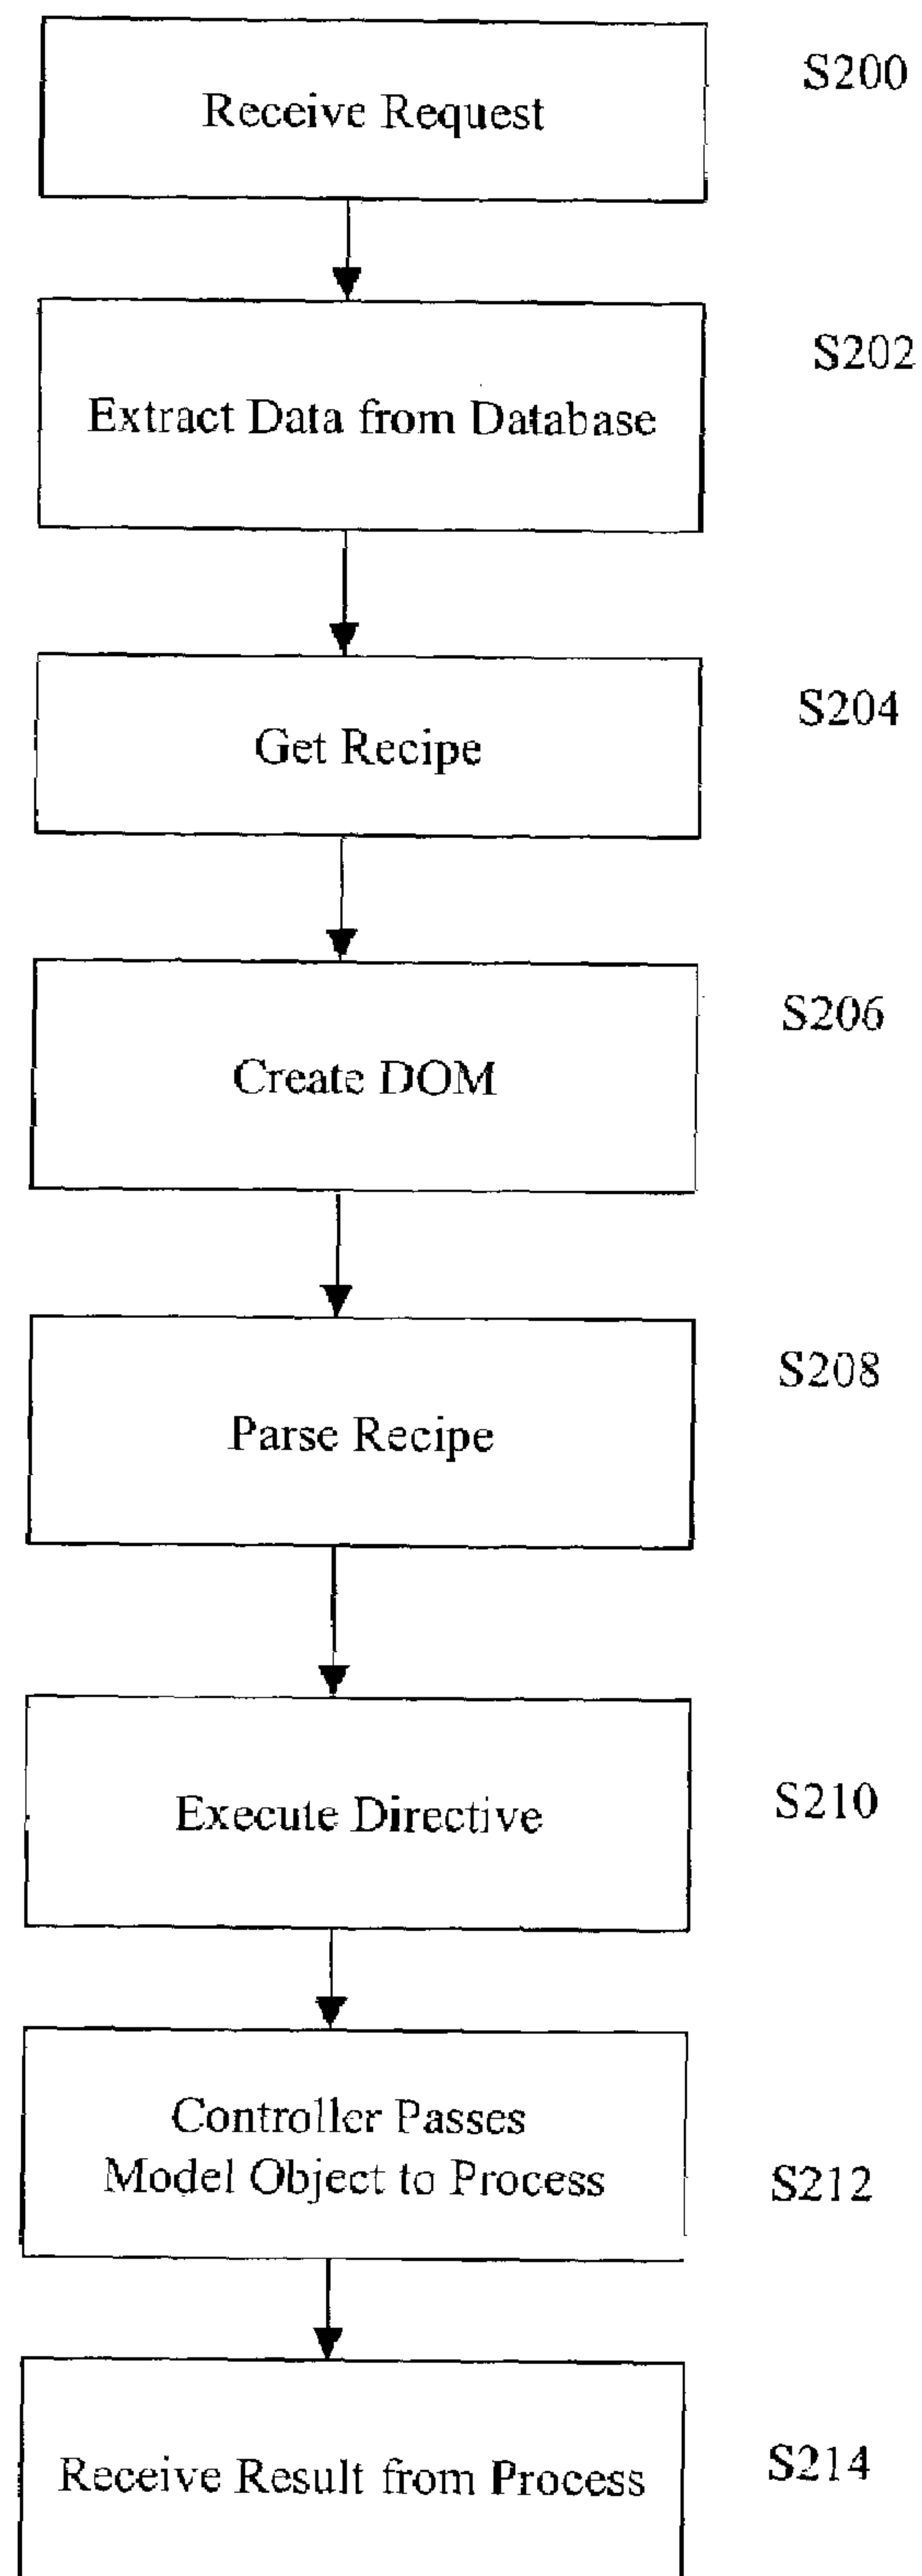 Receive Request
S200
Extract Data from Database
S202
Get Recipe
S204
Create DOM
S206
Parse Recipe
S208
Execute Directive
S210
Controller Passes
Model Object to Process
S212
Receive Result from Process
S214